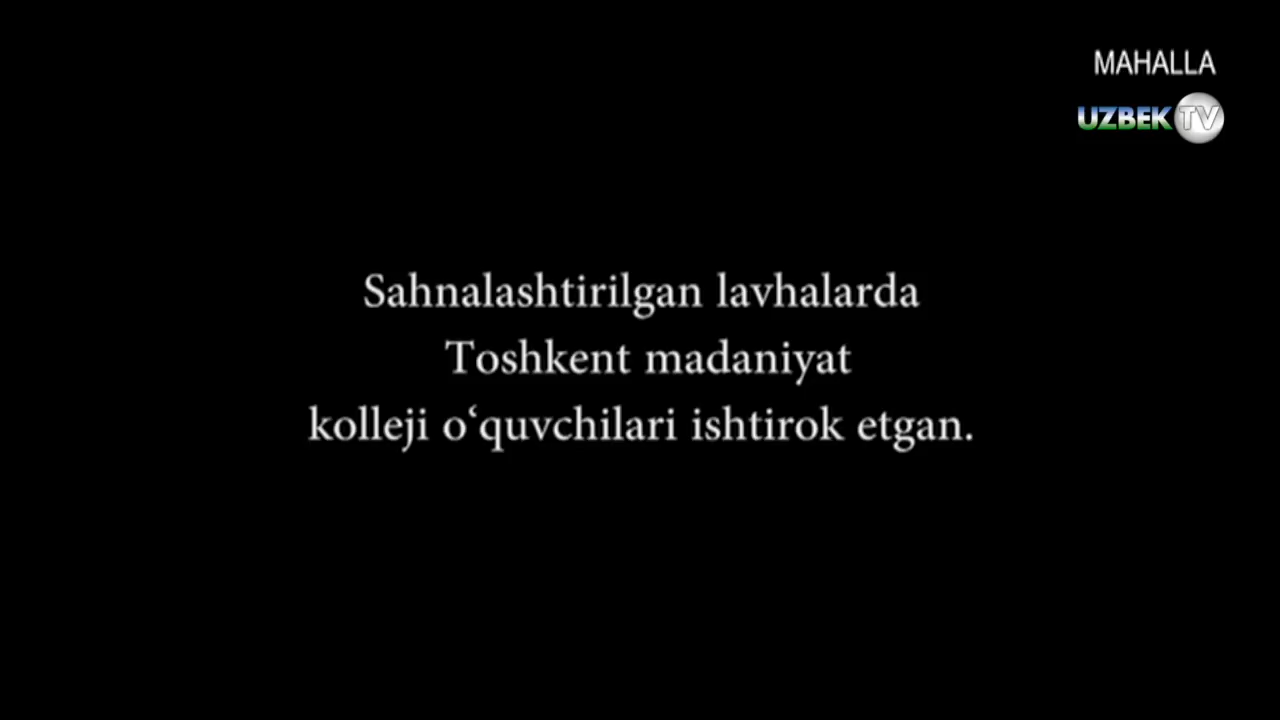 MAHALLA
UZBEK TV
Sahnalashtirilgan lavhalarda
Toshkent madaniyat
kolleji o‘quvchilari ishtirok etgan.